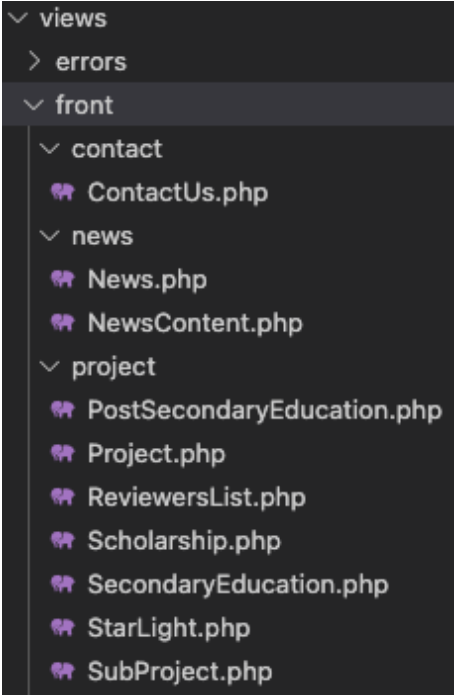 views
errors
front
contact
ContactUs.php
news
News.php
NewsContent.php
project
PostSecondaryEducation.php
Project.php
ReviewersList.php
Scholarship.php
SecondaryEducation.php
StarLight.php
SubProject.php